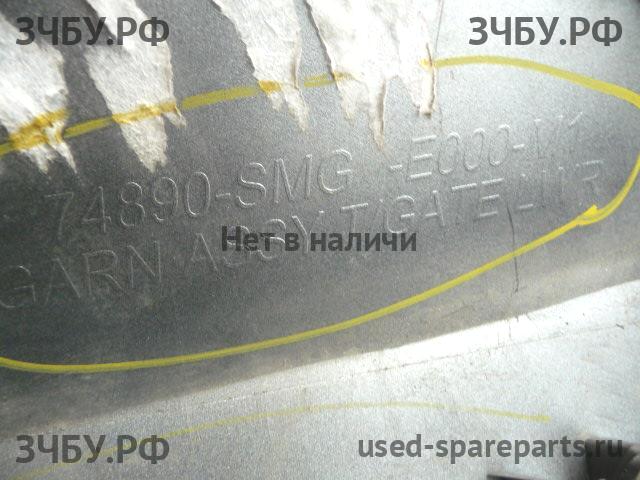 ЗЧБУ.РФ ЗЧБУ.РФ
74890-SMG -E000-M1
GARN ASSY T/GATE LWR
Нет в наличи
ЗЧБУ.РФ used-spareparts.ru